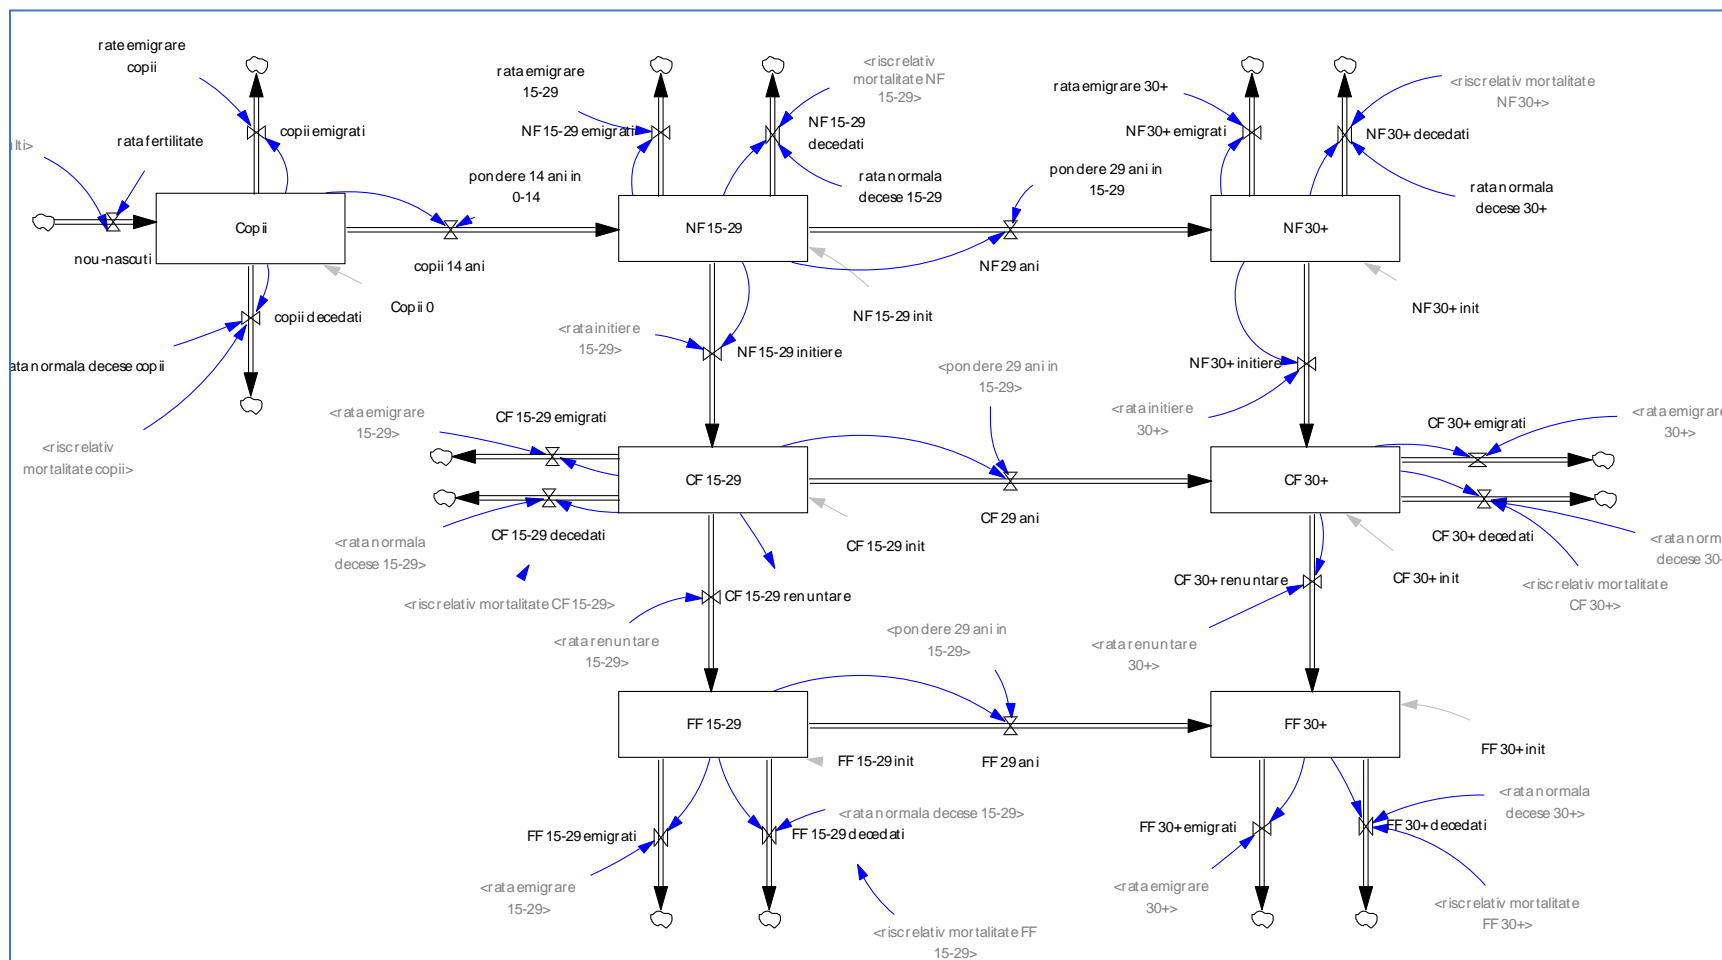 rate emigrare
copii
copii emigrati
rata fertilitate
lti>
nou-nascuti
Copii
copii 14 ani
pondere 14 ani in
0-14
Copii 0
copii decedati
ata normala decese copii
<risc relativ
mortalitate copii>
rata emigrare
15-29
NF 15-29 emigrati
<risc relativ
mortalitate NF
15-29>
NF 15-29
decedati
rata normala
decese 15-29
NF 15-29
pondere 29 ani in
15-29
NF 29 ani
NF 15-29 init
rata emigrare 30+
NF 30+ emigrati
<risc relativ mortalitate
NF 30+>
NF 30+ decedati
rata normala
decese 30+
NF 30+
NF 30+ init
<rata initiere
15-29>
NF 15-29 initiere
<pondere 29 ani in
15-29>
NF 30+ initiere
<rata initiere
30+>
<rata emigrare
15-29>
CF 15-29 emigrati
CF 15-29
CF 29 ani
CF 15-29 init
<rata normala
decese 15-29>
CF 15-29 decedati
<risc relativ mortalitate CF 15-29>
CF 30+ emigrati
<rata emigrare
30+>
CF 30+
CF 30+ decedati
<rata norm
decese 30+
<risc relativ mortalitate
CF 30+>
CF 30+ init
CF 15-29 renuntare
<rata renuntare
15-29>
CF 30+ renuntare
<rata renuntare
30+>
<pondere 29 ani in
15-29>
FF 15-29
FF 29 ani
FF 15-29 init
FF 30+
FF 30+ init
FF 15-29 emigrati
<rata emigrare
15-29>
<rata normala decese 15-29>
FF 15-29 decedati
<risc relativ mortalitate FF
15-29>
FF 30+ emigrati
<rata emigrare
30+>
<rata normala
decese 30+>
FF 30+ decedati
<risc relativ mortalitate
FF 30+>